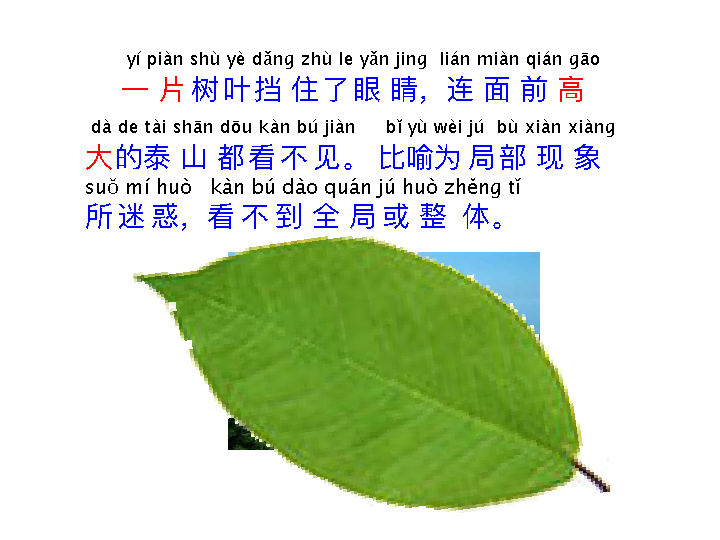 yí piàn shù yè dǎng zhù le yǎn jing lián miàn qián gāo
一片树叶挡住了眼睛，连面前高
dà de tài shān dōu kàn bú jiàn bǐ yù wèi jú bù xiàn xiàng
大的泰山都看不见。比喻为局部现象
suǒ mí huò kàn bú dào quán jú huò zhěng tǐ
所迷惑，看不到全局或整体。